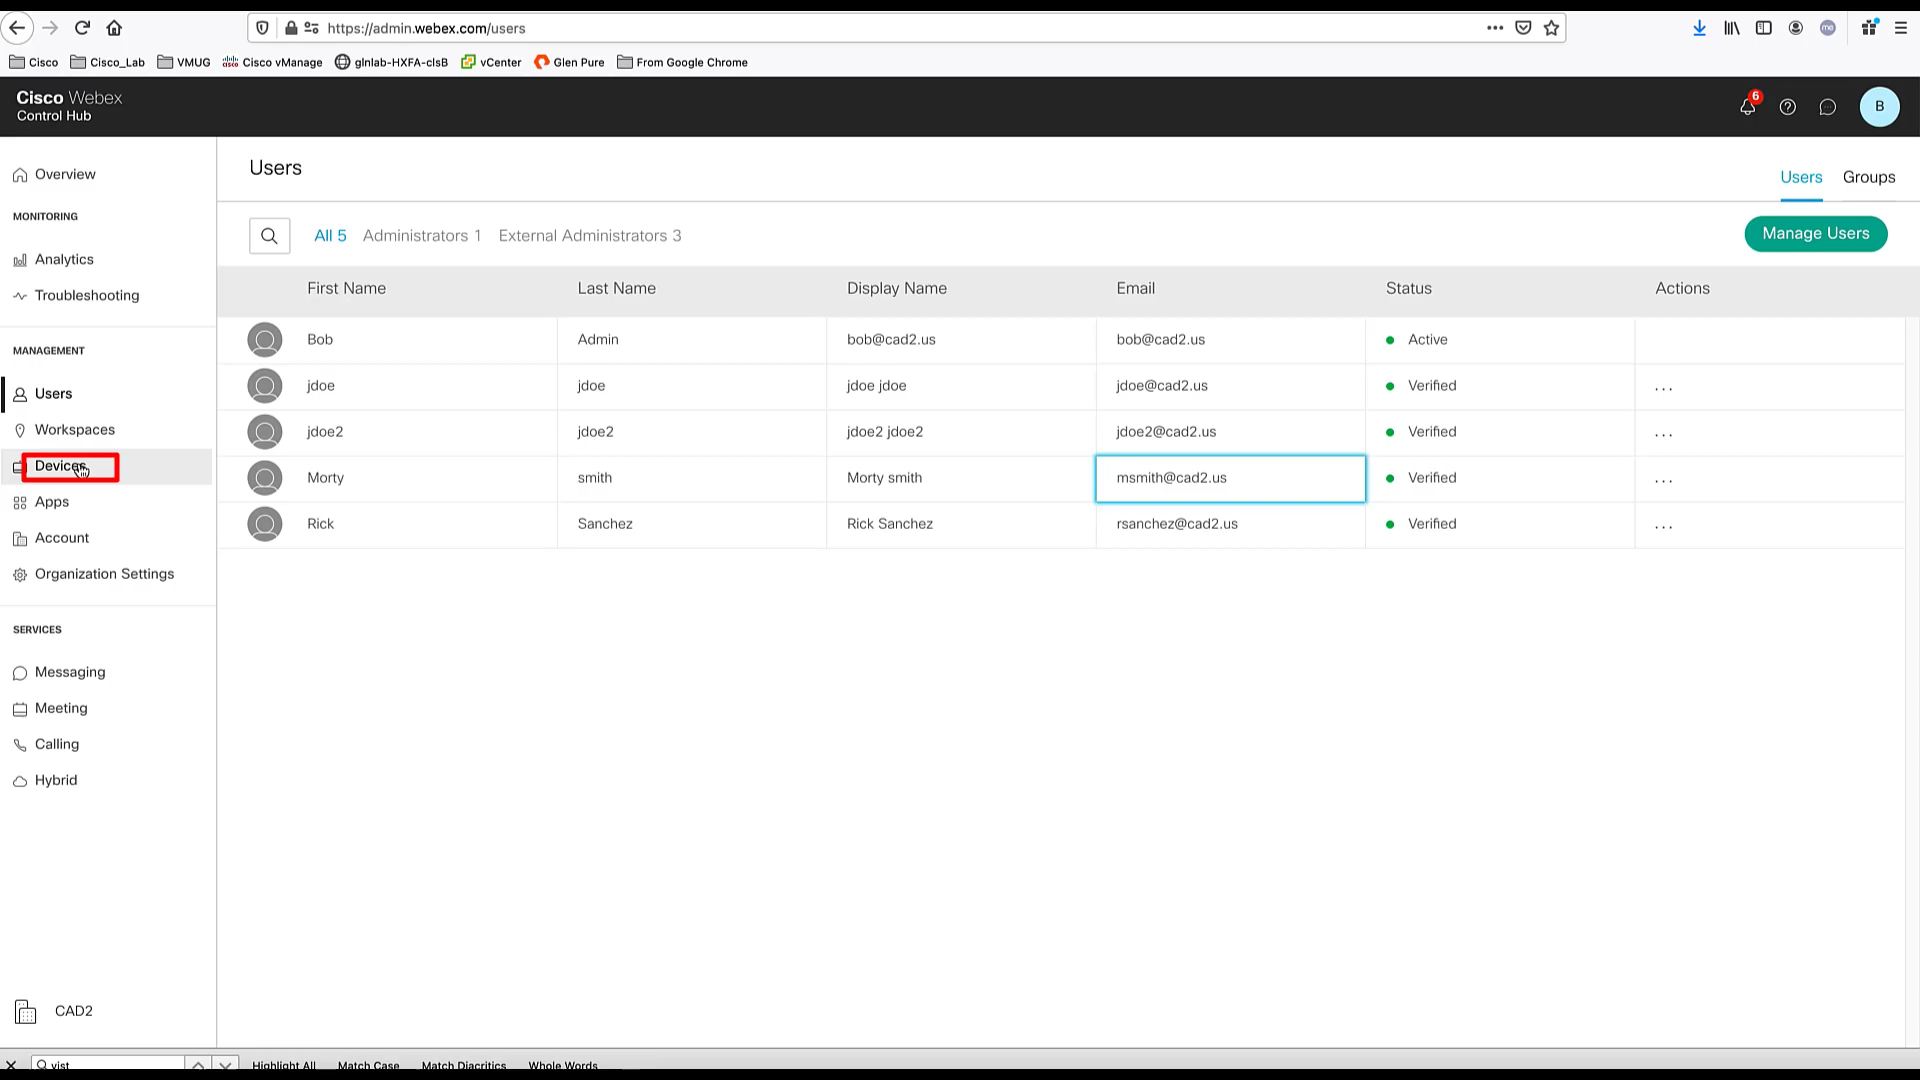 https://admin.webex.com/users
Cisco Cisco_Lab VMUG Cisco vManage glnlab-HXFA-clsB vCenter Glen Pure From Google Chrome
Cisco Webex
Control Hub
6
B
Overview
MONITORING
Analytics
Troubleshooting
MANAGEMENT
Users
Workspaces
Devices
Apps
Account
Organization Settings
SERVICES
Messaging
Meeting
Calling
Hybrid
CAD2
Users
Users Groups
All 5 Administrators 1 External Administrators 3
Manage Users
First Name Last Name Display Name Email Status Actions
Bob Admin bob@cad2.us bob@cad2.us Active
jdoe jdoe jdoe jdoe jdoe@cad2.us Verified ...
jdoe2 jdoe2 jdoe2 jdoe2 jdoe2@cad2.us Verified ...
Morty smith Morty smith msmith@cad2.us Verified ...
Rick Sanchez Rick Sanchez rsanchez@cad2.us Verified ...
vist Highlight All Match Case Match Diacritics Whole Words